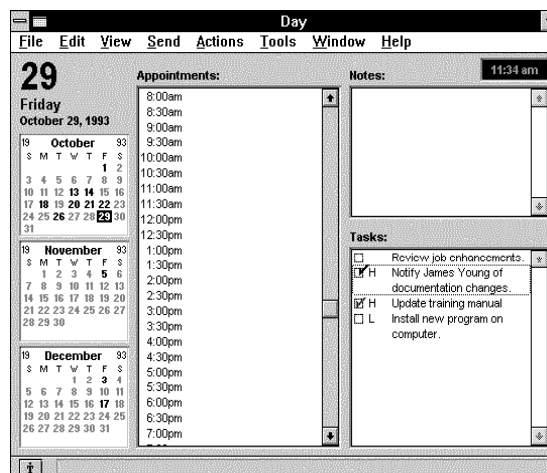 Day
File Edit View Send Actions Tools Window Help
29
Friday
October 29, 1993
19 October 93
S M T W T F S
1 2
3 4 5 6 7 8 9
10 11 12 13 14 15 16
17 18 19 20 21 22 23
24 25 26 27 28 29 30
31
19 November 93
S M T W T F S
1 2 3 4 5 6
7 8 9 10 11 12 13
14 15 16 17 18 19 20
21 22 23 24 25 26 27
28 29 30
19 December 93
S M T W T F S
1 2 3 4
5 6 7 8 9 10 11
12 13 14 15 16 17 18
19 20 21 22 23 24 25
26 27 28 29 30 31
Appointments:
8:00am
8:30am
9:00am
9:30am
10:00am
10:30am
11:00am
11:30am
12:00pm
12:30pm
1:00pm
1:30pm
2:00pm
2:30pm
3:00pm
3:30pm
4:00pm
4:30pm
5:00pm
5:30pm
6:00pm
6:30pm
7:00pm
Notes:
11:34 am
Tasks:
Review job enhancements.
H Notify James Young of
documentation changes.
H Update training manual
L Install new program on
computer.
i